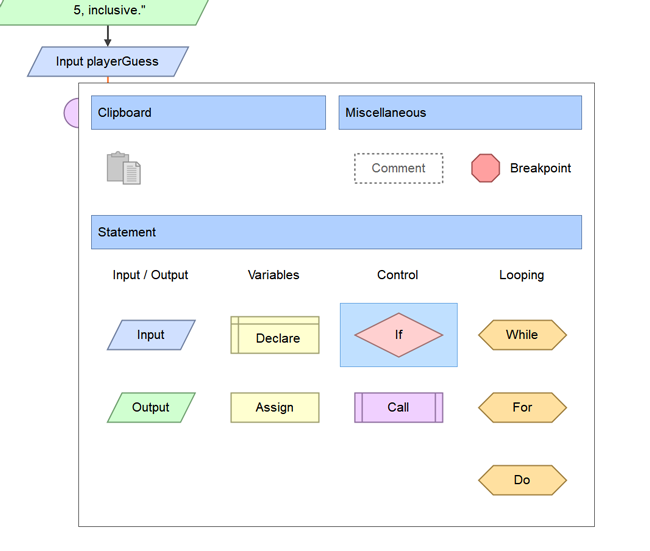 5, inclusive."
Input playerGuess
Clipboard
Miscellaneous
Comment
Breakpoint
Statement
Input / Output
Variables
Control
Looping
Input
Declare
If
While
Output
Assign
Call
For
Do